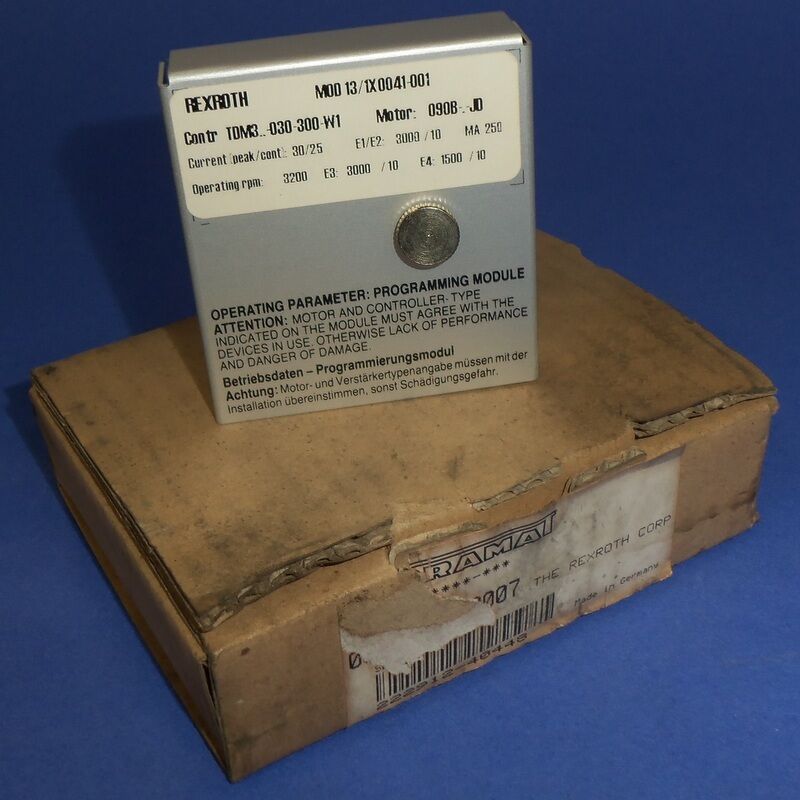 REXROTH MOD 13/1X0041-001
Contr TDM3..-030-300-W1 Motor: 090B-.-JD
Current (peak/cont): 30/25 E1/E2: 3000 / 10 MA 250
Operating rpm: 3200 E3: 3000 / 10 E4: 1500 / 10
OPERATING PARAMETER: PROGRAMMING MODULE
ATTENTION: MOTOR AND CONTROLLER-TYPE
INDICATED ON THE MODULE MUST AGREE WITH THE
DEVICES IN USE, OTHERWISE LACK OF PERFORMANCE
AND DANGER OF DAMAGE.
Betriebsdaten – Programmierungsmodul
Achtung: Motor- und Verstärkertypenangabe müssen mit der
Installation übereinstimmen, sonst Schädigungsgefahr.
RAMAT
****-***
007 THE REXROTH CORP
Made in Germany
222912-40448